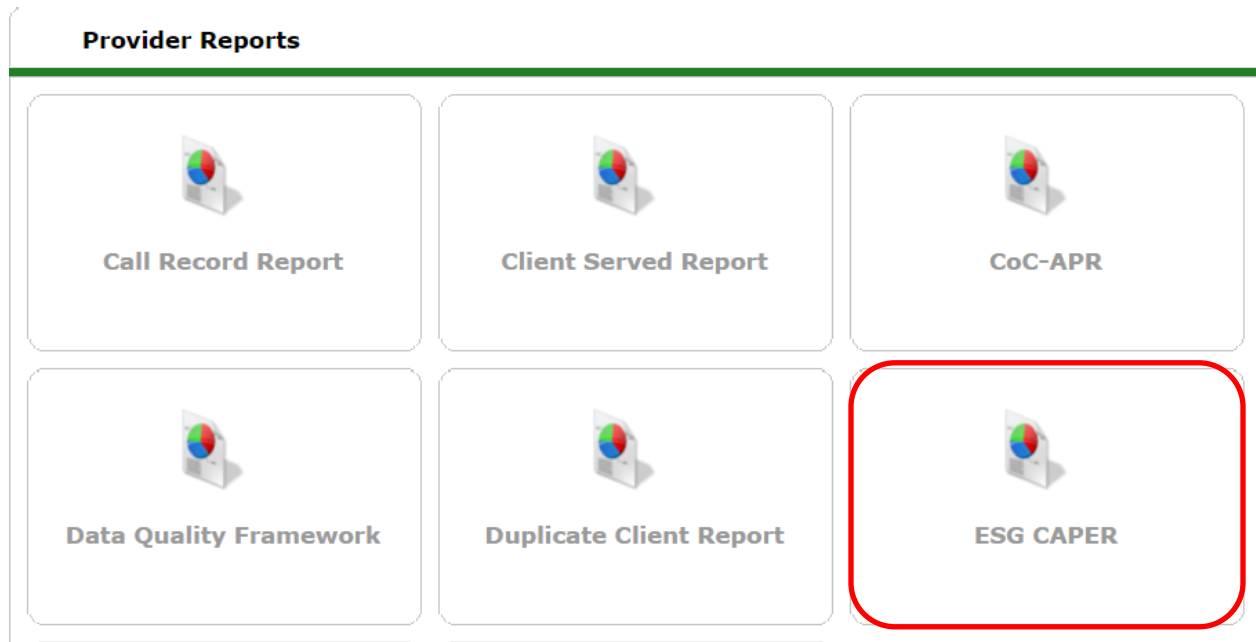 Provider Reports
Call Record Report
Client Served Report
CoC-APR
Data Quality Framework
Duplicate Client Report
ESG CAPER